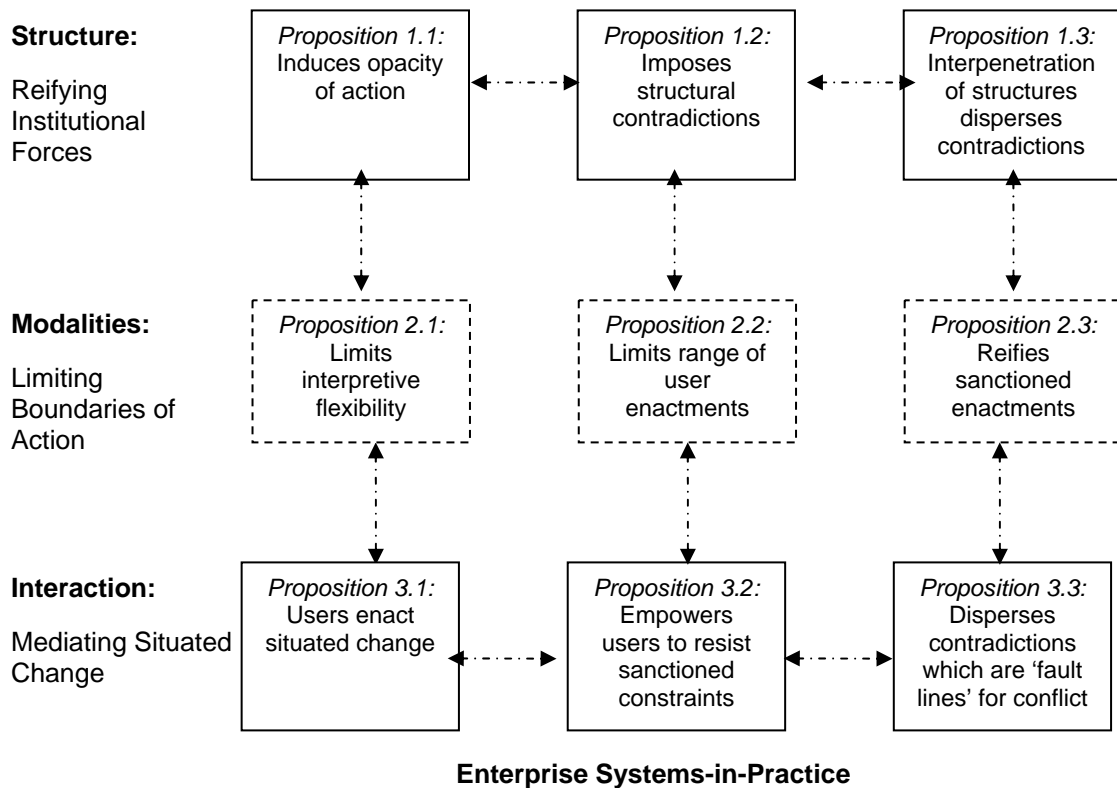 Structure:
Reifying
Institutional
Forces
Proposition 1.1:
Induces opacity
of action
Proposition 1.2:
Imposes
structural
contradictions
Proposition 1.3:
Interpenetration
of structures
disperses
contradictions
Modalities:
Limiting
Boundaries of
Action
Proposition 2.1:
Limits
interpretive
flexibility
Proposition 2.2:
Limits range of
user
enactments
Proposition 2.3:
Reifies
sanctioned
enactments
Interaction:
Mediating Situated
Change
Proposition 3.1:
Users enact
situated change
Proposition 3.2:
Empowers
users to resist
sanctioned
constraints
Proposition 3.3:
Disperses
contradictions
which are ‘fault
lines’ for conflict
Enterprise Systems-in-Practice